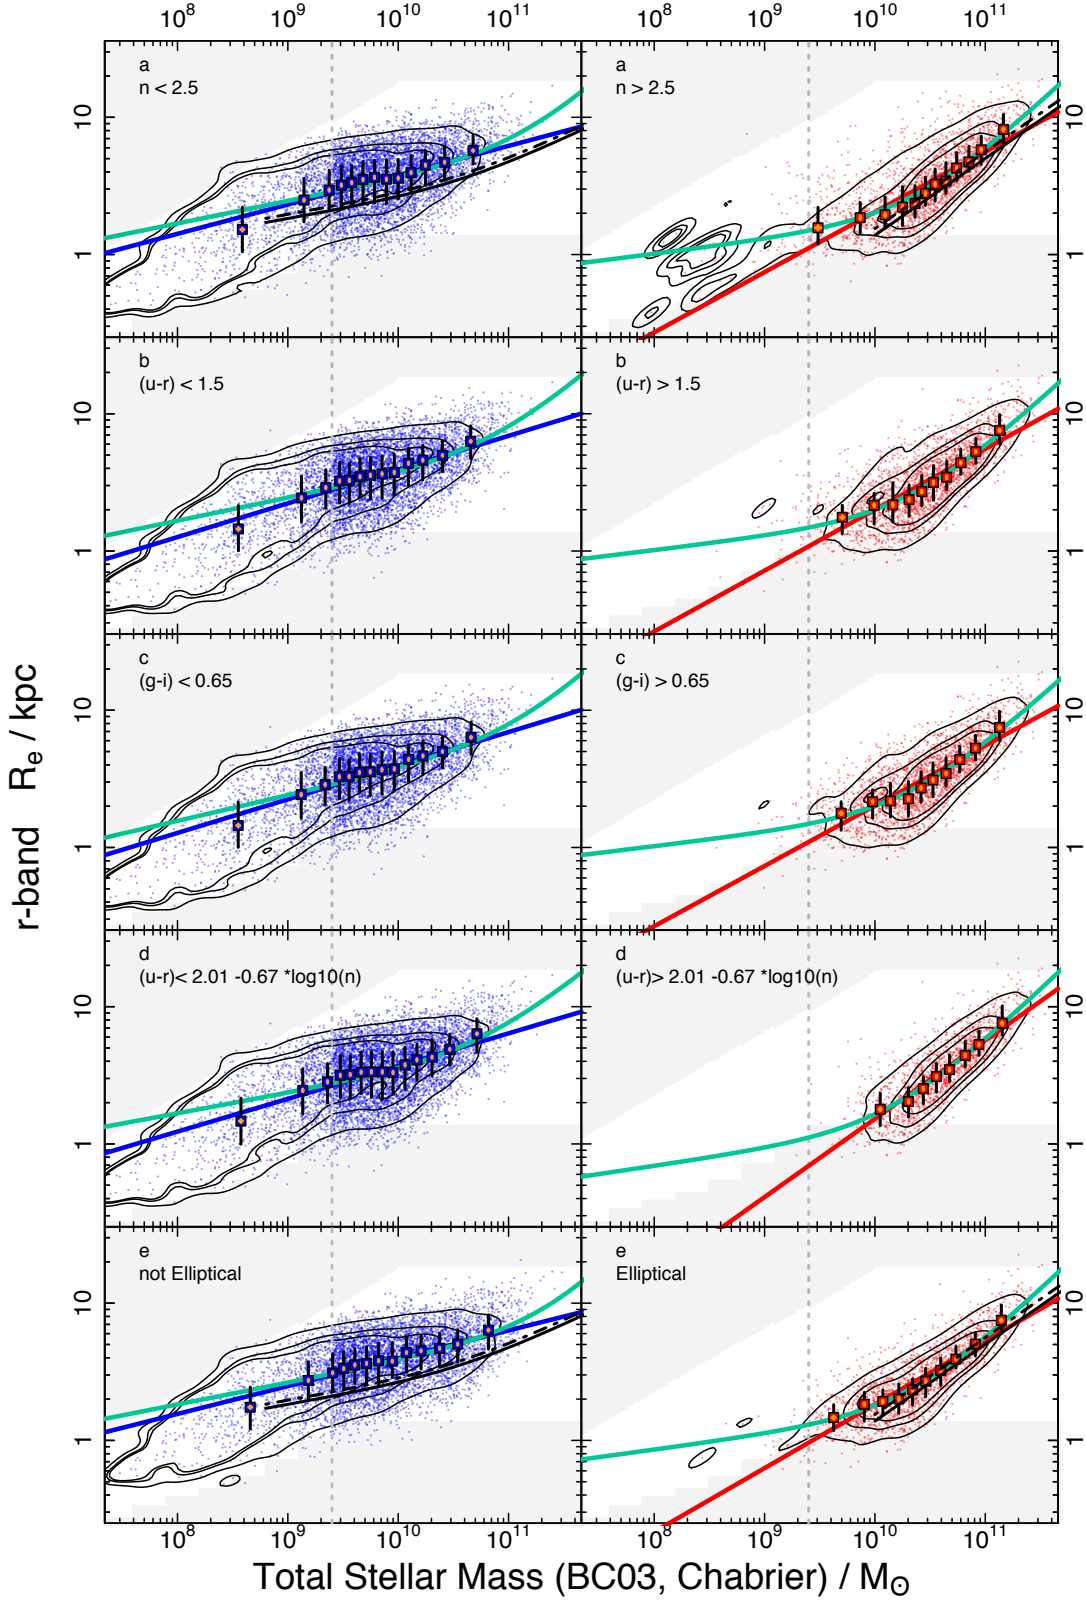 10⁸ 10⁹ 10¹⁰ 10¹¹ 10⁸ 10⁹ 10¹⁰ 10¹¹
a
n < 2.5
a
n > 2.5
10
1
10
1
b
(u-r) < 1.5
b
(u-r) > 1.5
10
1
10
1
c
(g-i) < 0.65
c
(g-i) > 0.65
10
1
10
1
d
(u-r)< 2.01 -0.67 *log10(n)
d
(u-r)> 2.01 -0.67 *log10(n)
10
1
10
1
e
not Elliptical
e
Elliptical
10
1
10
1
r-band Rₑ / kpc
10⁸ 10⁹ 10¹⁰ 10¹¹ 10⁸ 10⁹ 10¹⁰ 10¹¹
Total Stellar Mass (BC03, Chabrier) / M⊙